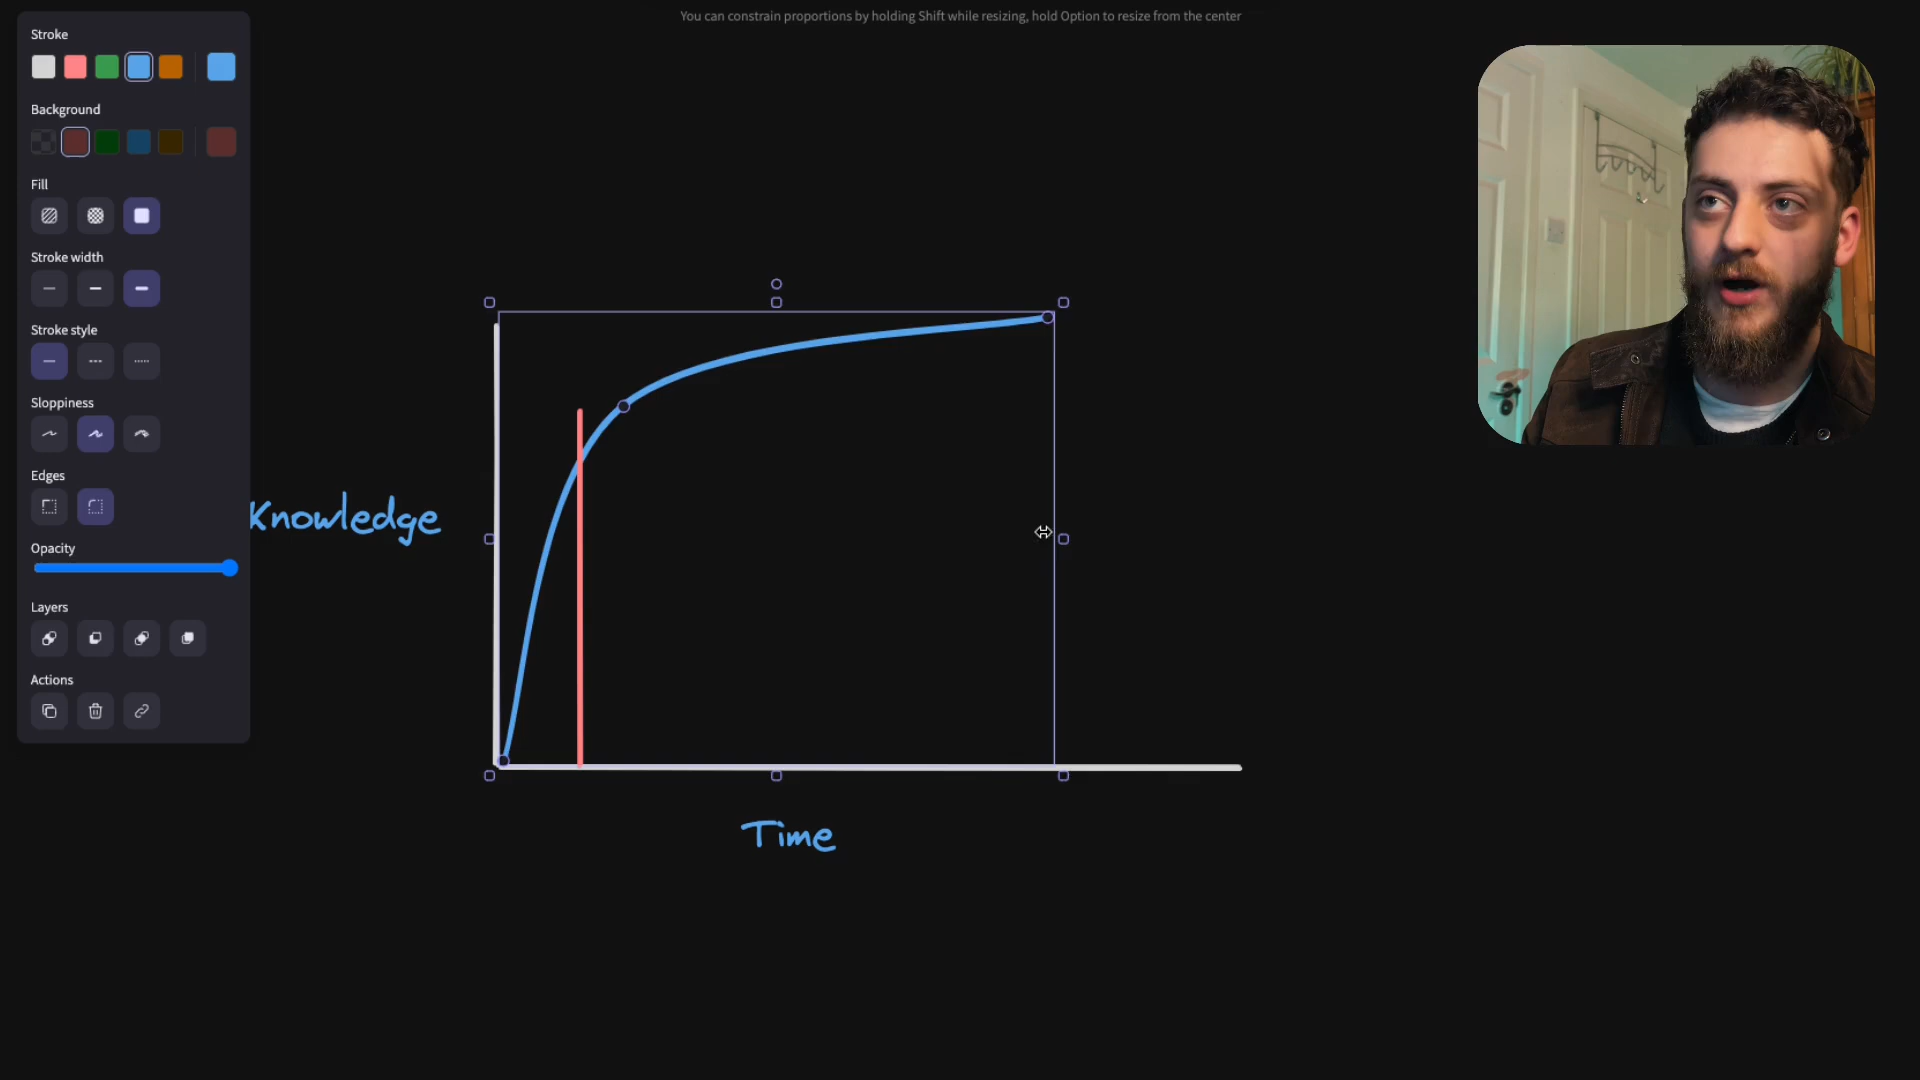 You can constrain proportions by holding Shift while resizing, hold Option to resize from the center
Stroke
Background
Fill
Stroke width
Stroke style
Sloppiness
Edges
Opacity
Layers
Actions
Knowledge
Time